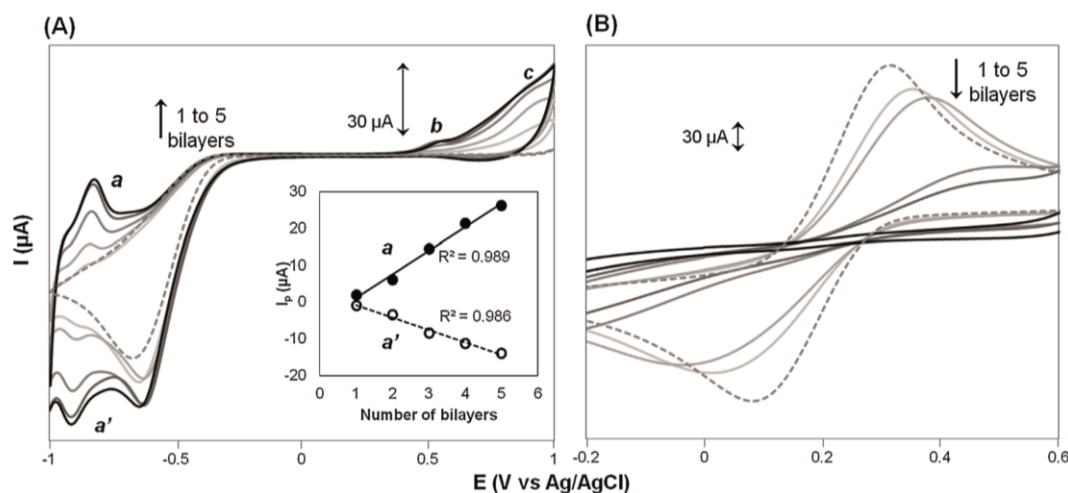 (A)
1 to 5
bilayers
30 µA
a
b
c
a'
I (µA)
30
20
10
0
-10
-20
Iₚ (µA)
a
R² = 0.989
R² = 0.986
a'
0 1 2 3 4 5 6
Number of bilayers
-1 -0.5 0 0.5 1
(B)
1 to 5
bilayers
30 µA
-0.2 0 0.2 0.4 0.6
E (V vs Ag/AgCl)